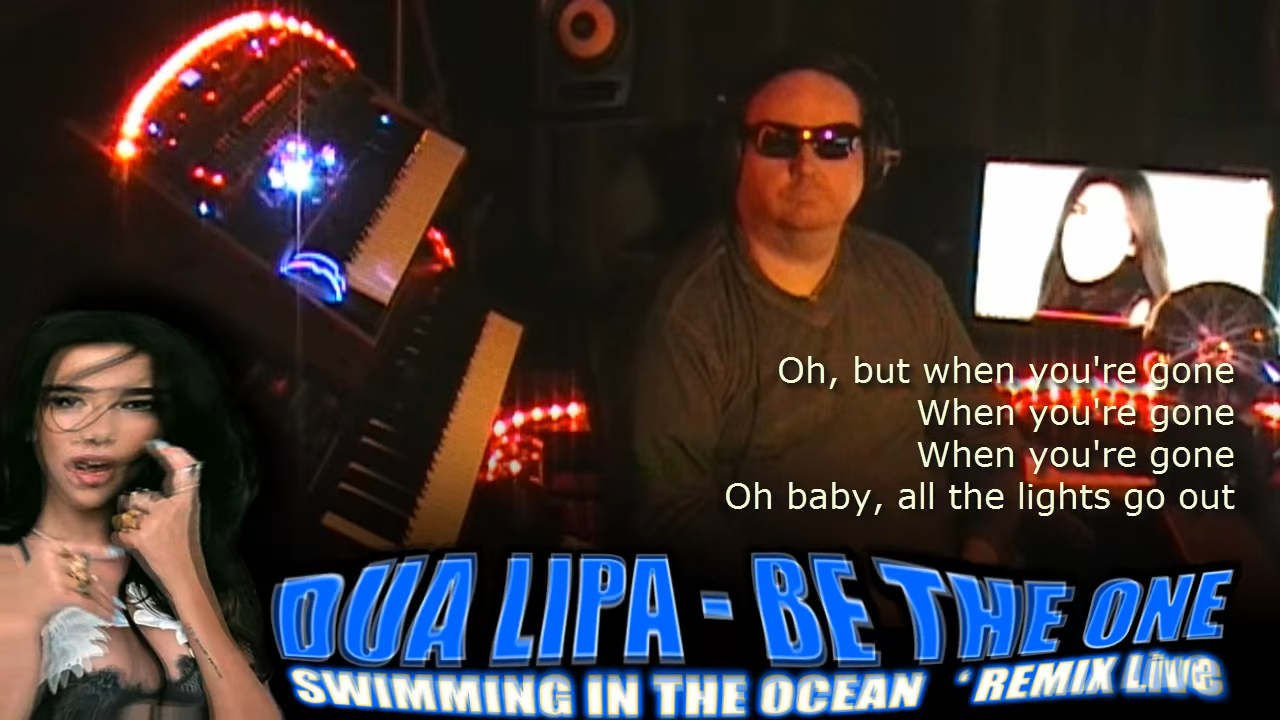 Oh, but when you're gone
When you're gone
When you're gone
Oh baby, all the lights go out
DUA LIPA - BE THE ONE
SWIMMING IN THE OCEAN ' REMIX Live